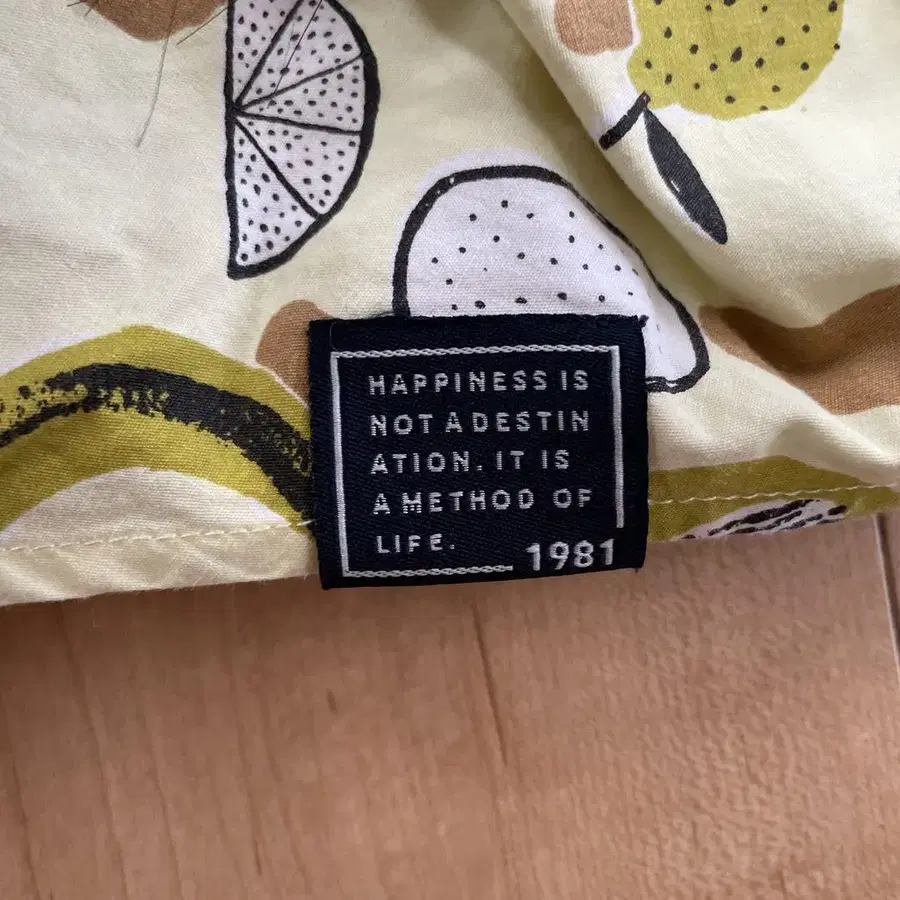 HAPPINESS IS
NOT A DESTIN
ATION. IT IS
A METHOD OF
LIFE.
1981